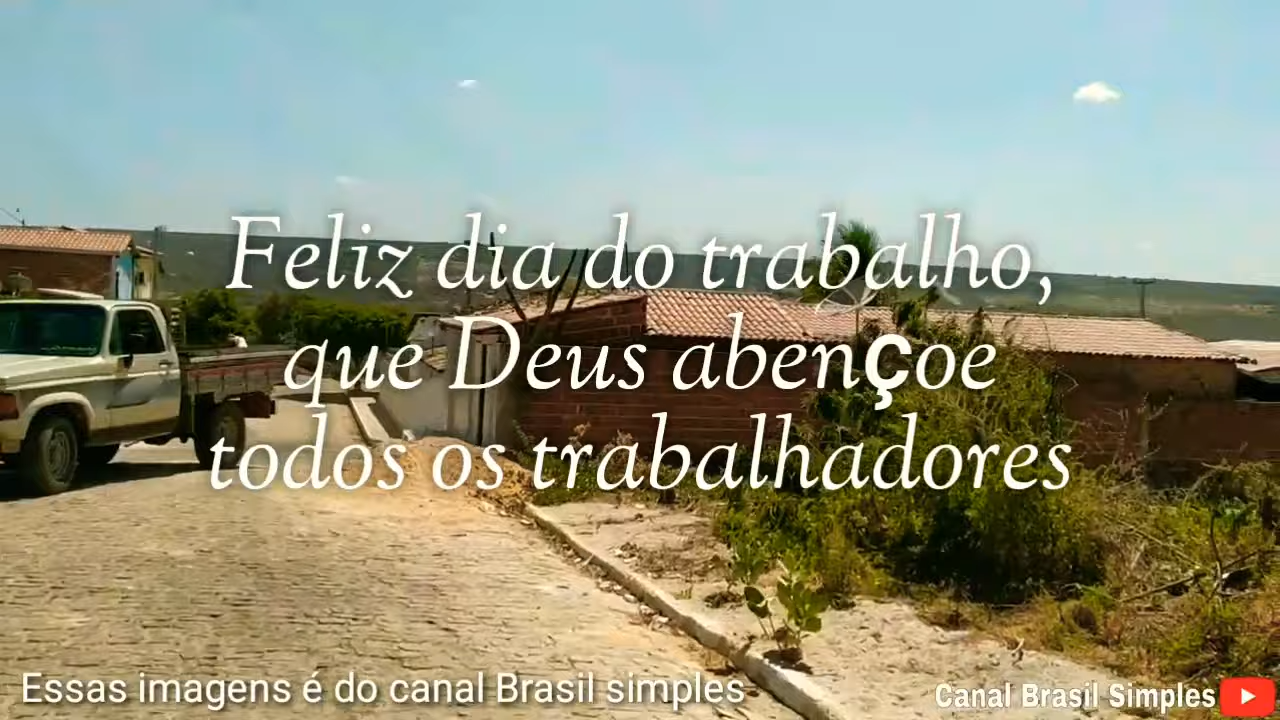 Feliz dia do trabalho,
que Deus abençoe
todos os trabalhadores
Essas imagens é do canal Brasil simples
Canal Brasil Simples